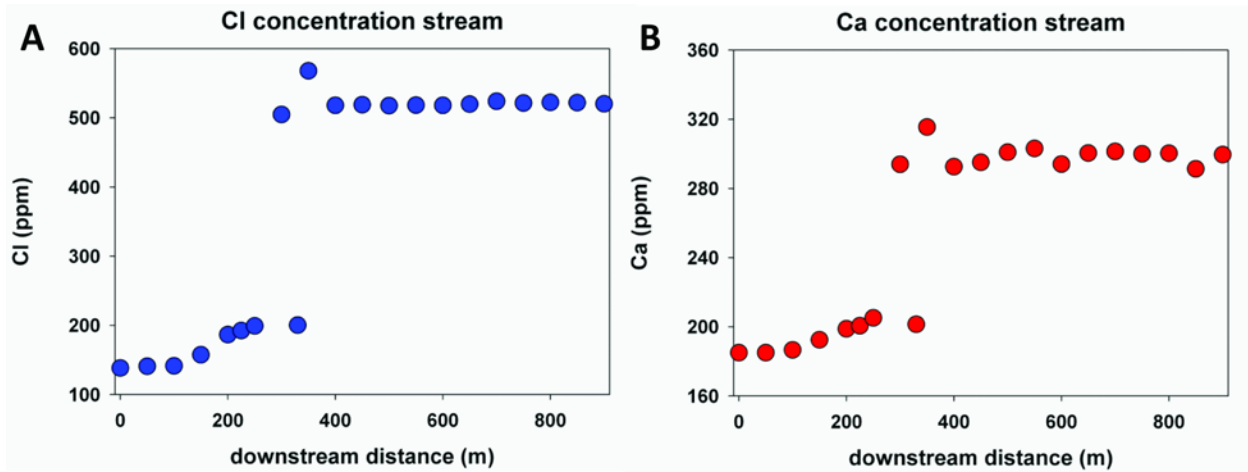 A
Cl concentration stream
600
500
400
300
200
100
Cl (ppm)
0 200 400 600 800
downstream distance (m)
B
Ca concentration stream
360
320
280
240
200
160
Ca (ppm)
0 200 400 600 800
downstream distance (m)